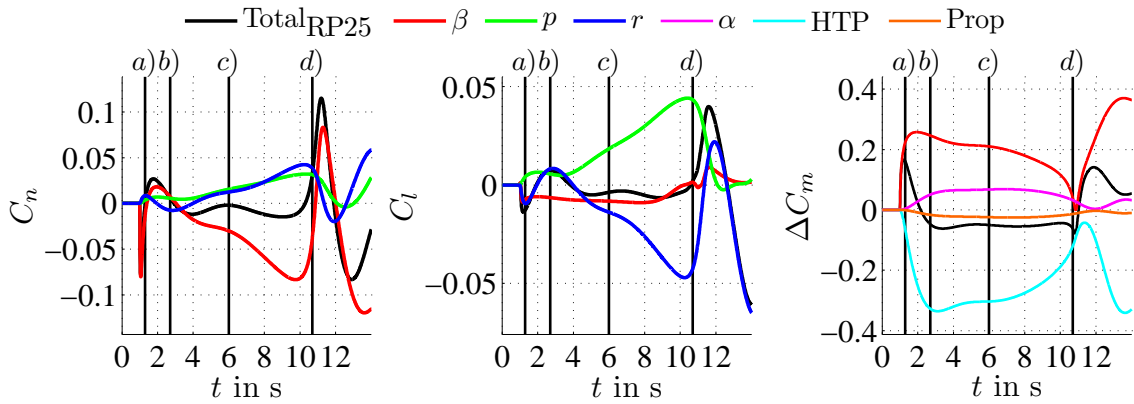 Total RP25 β p r α HTP Prop
a) b) c) d)
0.1
0.05
0
−0.05
−0.1
C_n
0 2 4 6 8 10 12
t in s
a) b) c) d)
0.05
0
−0.05
C_l
0 2 4 6 8 10 12
t in s
a) b) c) d)
0.4
0.2
0
−0.2
−0.4
ΔC_m
0 2 4 6 8 10 12
t in s